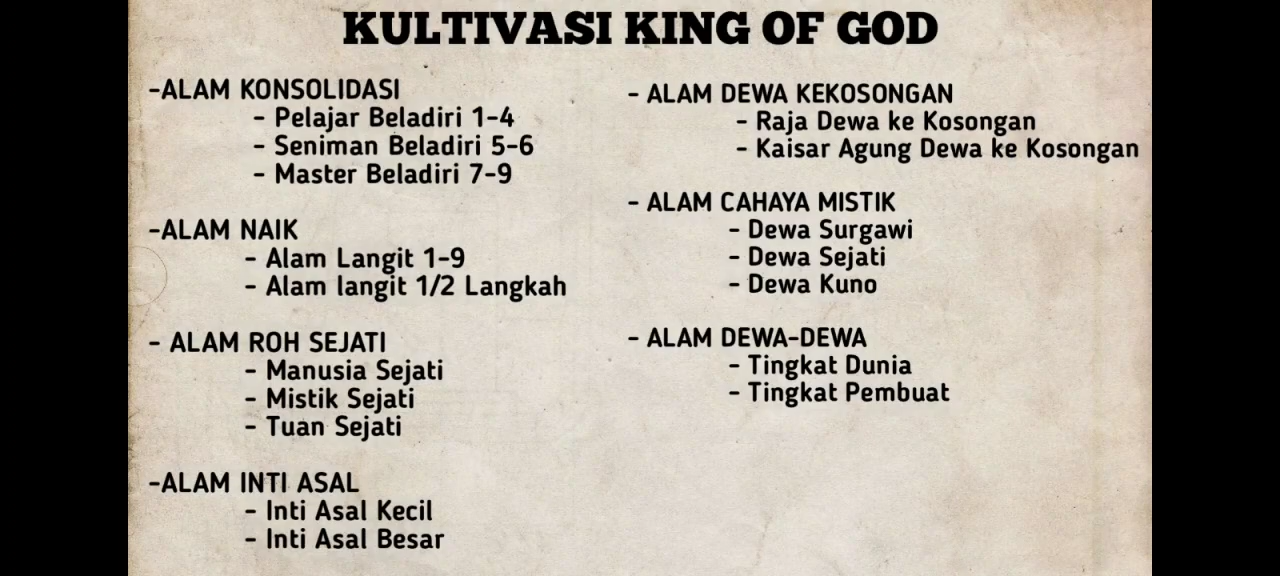 KULTIVASI KING OF GOD
-ALAM KONSOLIDASI
- Pelajar Beladiri 1-4
- Seniman Beladiri 5-6
- Master Beladiri 7-9
-ALAM NAIK
- Alam Langit 1-9
- Alam langit 1/2 Langkah
- ALAM ROH SEJATI
- Manusia Sejati
- Mistik Sejati
- Tuan Sejati
-ALAM INTI ASAL
- Inti Asal Kecil
- Inti Asal Besar
- ALAM DEWA KEKOSONGAN
- Raja Dewa ke Kosongan
- Kaisar Agung Dewa ke Kosongan
- ALAM CAHAYA MISTIK
- Dewa Surgawi
- Dewa Sejati
- Dewa Kuno
- ALAM DEWA-DEWA
- Tingkat Dunia
- Tingkat Pembuat